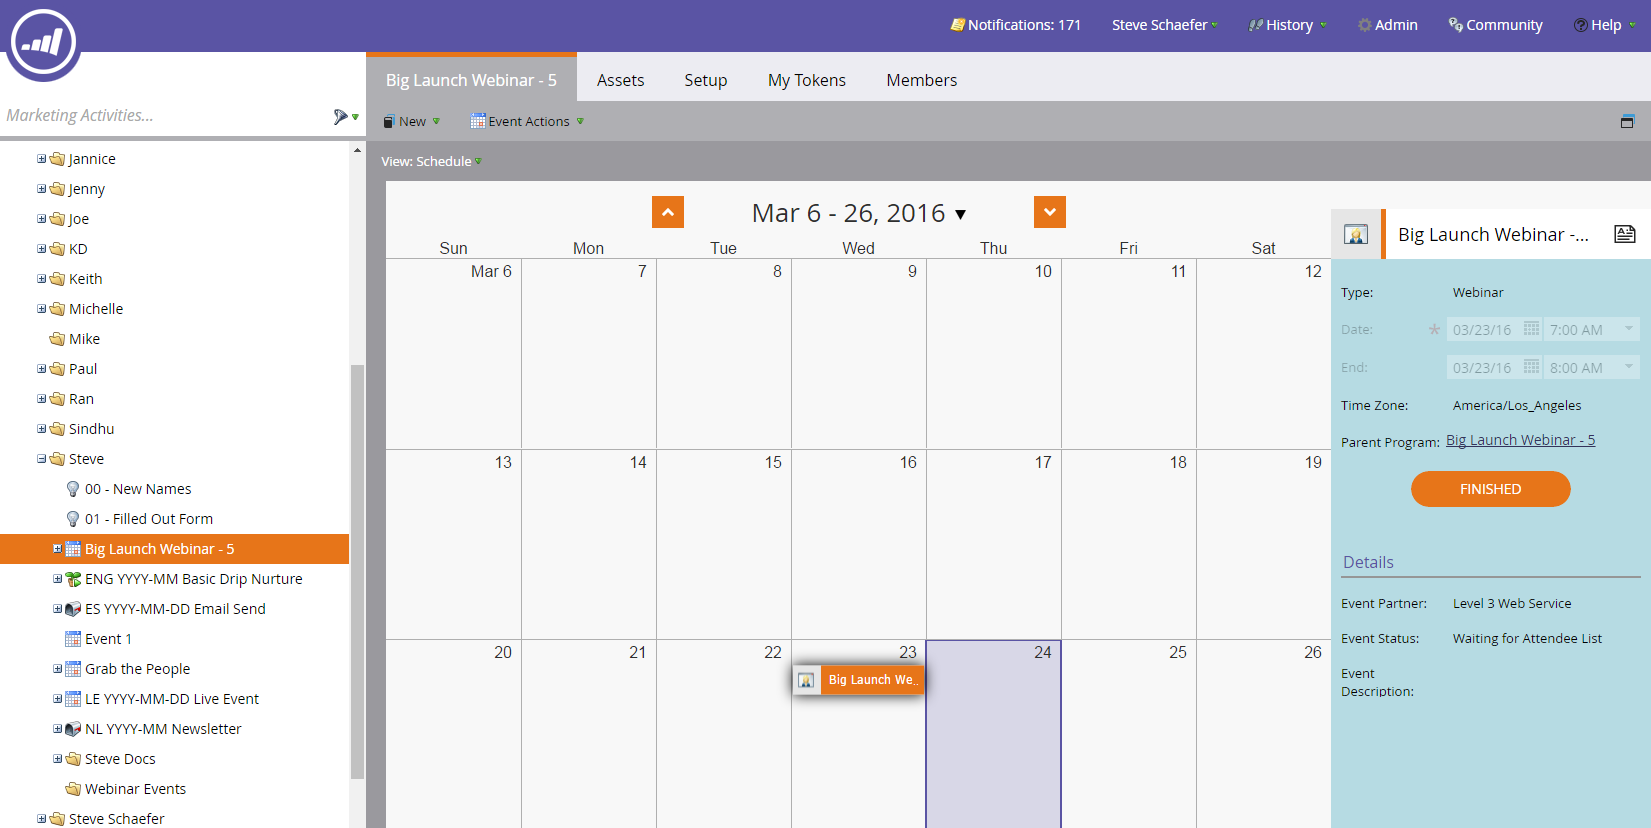 Notifications: 171 Steve Schaefer History Admin Community Help
Marketing Activities...
Jannice
Jenny
Joe
KD
Keith
Michelle
Mike
Paul
Ran
Sindhu
Steve
00 - New Names
01 - Filled Out Form
Big Launch Webinar - 5
ENG YYYY-MM Basic Drip Nurture
ES YYYY-MM-DD Email Send
Event 1
Grab the People
LE YYYY-MM-DD Live Event
NL YYYY-MM Newsletter
Steve Docs
Webinar Events
Steve Schaefer
Big Launch Webinar - 5 Assets Setup My Tokens Members
New Event Actions
View: Schedule
Mar 6 - 26, 2016
Sun Mon Tue Wed Thu Fri Sat
Mar 6 7 8 9 10 11 12
13 14 15 16 17 18 19
20 21 22 23 24 25 26
Big Launch We..
Big Launch Webinar -...
Type: Webinar
Date: * 03/23/16 7:00 AM
End: 03/23/16 8:00 AM
Time Zone: America/Los_Angeles
Parent Program: Big Launch Webinar - 5
FINISHED
Details
Event Partner: Level 3 Web Service
Event Status: Waiting for Attendee List
Event
Description: